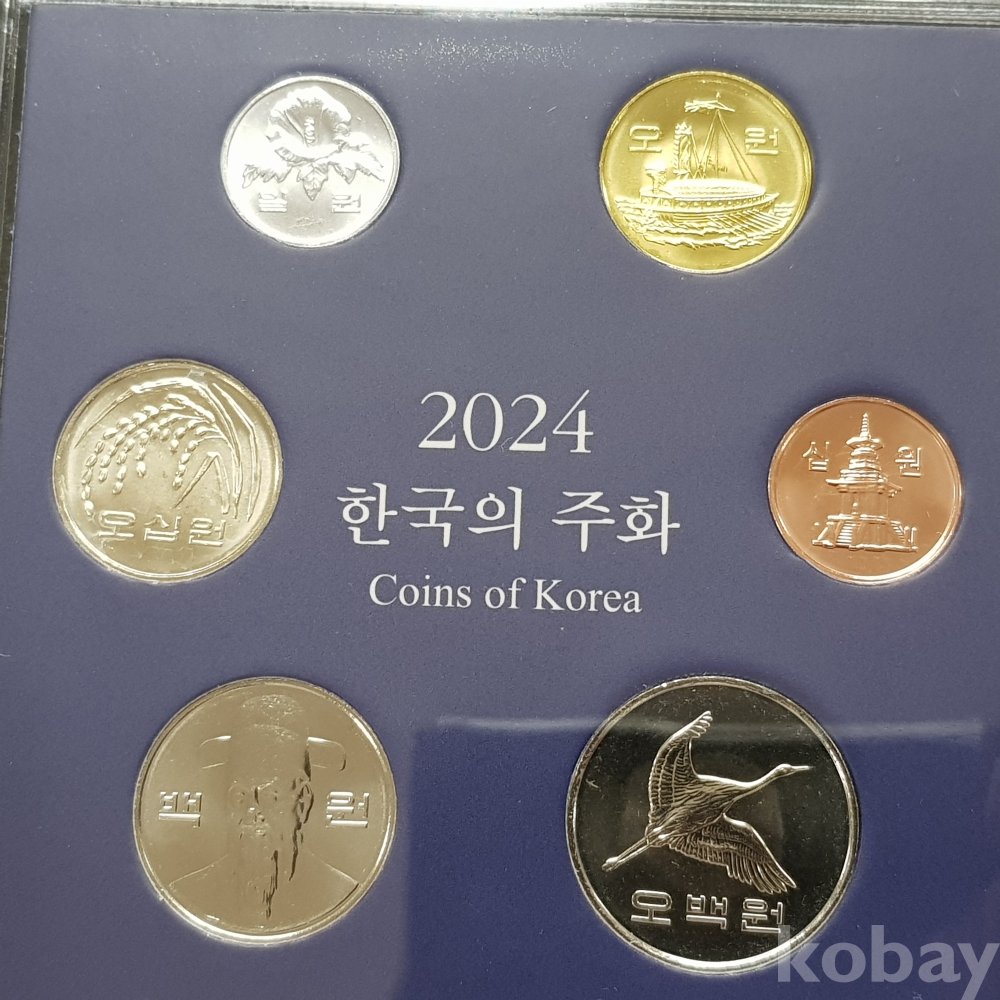 일 원
오 원
2024
한국의 주화
Coins of Korea
오십원
십 원
백 원
오백원
kobay